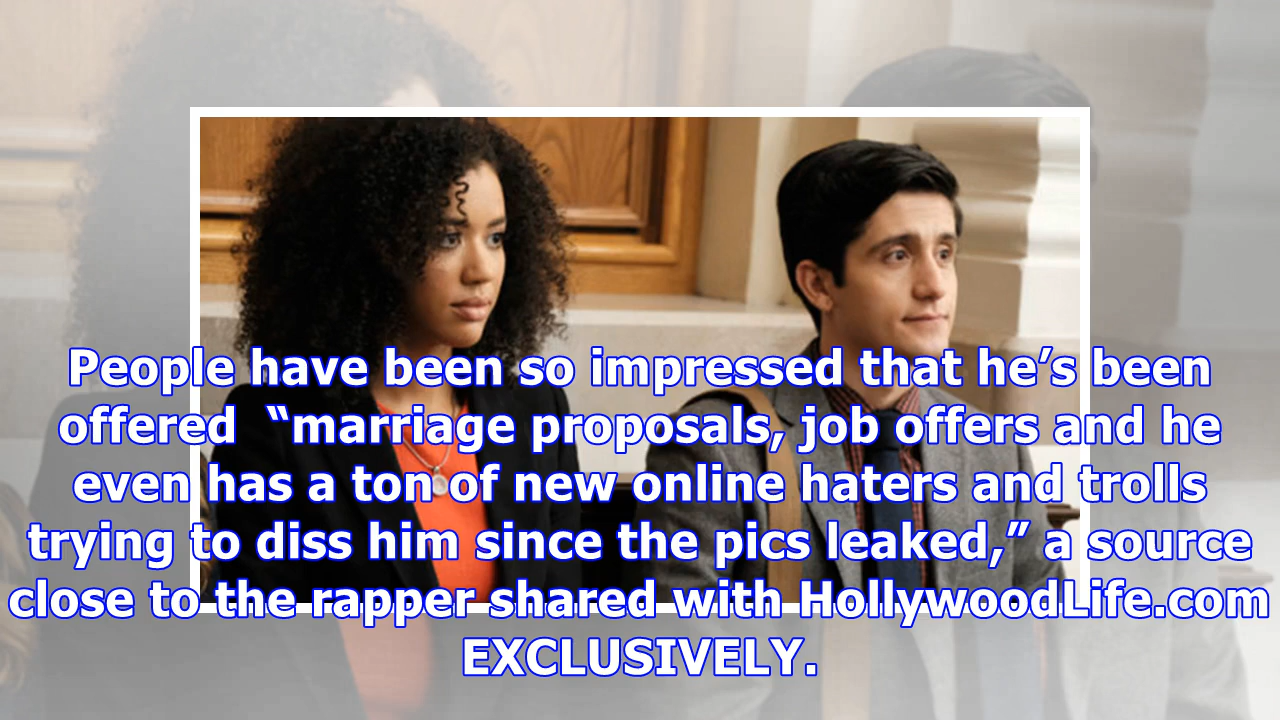 People have been so impressed that he’s been
offered “marriage proposals, job offers and he
even has a ton of new online haters and trolls
trying to diss him since the pics leaked,” a source
close to the rapper shared with HollywoodLife.com
EXCLUSIVELY.